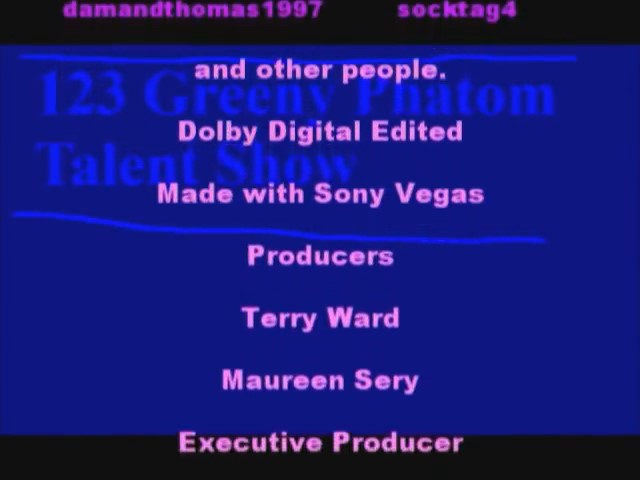 damandthomas1997 socktag4
and other people.
123 Greeny Phatom
Dolby Digital Edited
Talent Show
Made with Sony Vegas
Producers
Terry Ward
Maureen Sery
Executive Producer